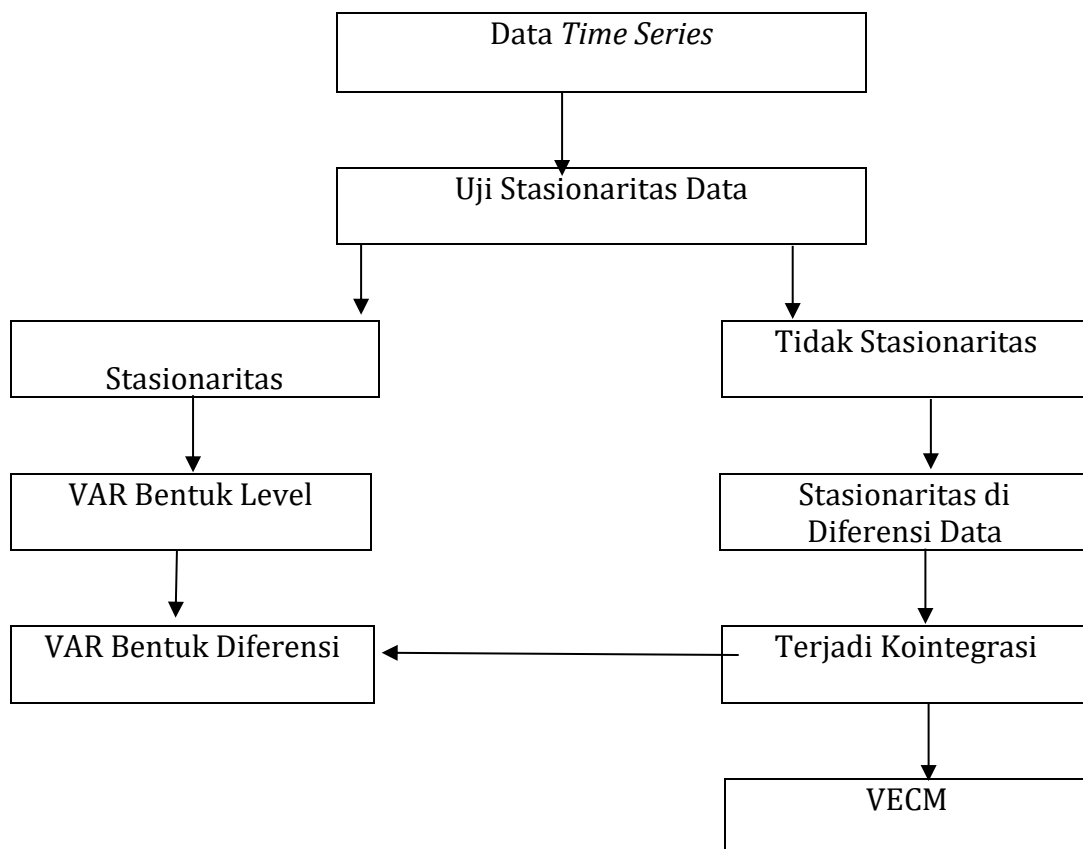 Data Time Series
Uji Stasionaritas Data
Stasionaritas
Tidak Stasionaritas
VAR Bentuk Level
Stasionaritas di
Diferensi Data
VAR Bentuk Diferensi
Terjadi Kointegrasi
VECM